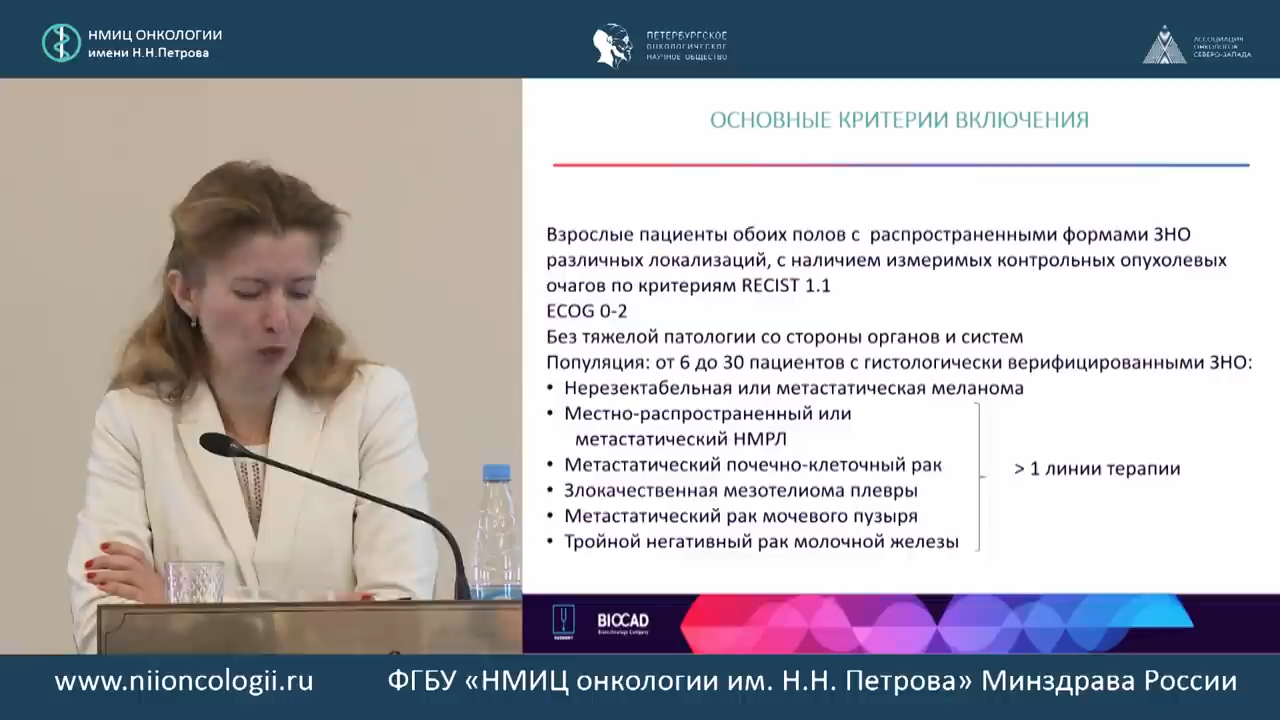 НМИЦ ОНКОЛОГИИ
имени Н.Н.Петрова
ПЕТЕРБУРГСКОЕ
ОНКОЛОГИЧЕСКОЕ
НАУЧНОЕ ОБЩЕСТВО
АССОЦИАЦИЯ
ОНКОЛОГОВ
СЕВЕРО-ЗАПАДА
ОСНОВНЫЕ КРИТЕРИИ ВКЛЮЧЕНИЯ
Взрослые пациенты обоих полов с распространенными формами ЗНО
различных локализаций, с наличием измеримых контрольных опухолевых
очагов по критериям RECIST 1.1
ECOG 0-2
Без тяжелой патологии со стороны органов и систем
Популяция: от 6 до 30 пациентов с гистологически верифицированными ЗНО:
• Нерезектабельная или метастатическая меланома
• Местно-распространенный или
метастатический НМРЛ
• Метастатический почечно-клеточный рак
• Злокачественная мезотелиома плевры
• Метастатический рак мочевого пузыря
• Тройной негативный рак молочной железы
> 1 линии терапии
BIOCAD
Biotechnology Company
www.niioncologii.ru
ФГБУ «НМИЦ онкологии им. Н.Н. Петрова» Минздрава России